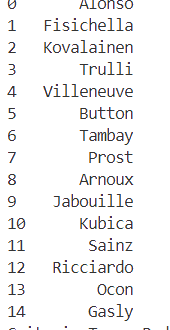 0 Alonso
1 Fisichella
2 Kovalainen
3 Trulli
4 Villeneuve
5 Button
6 Tambay
7 Prost
8 Arnoux
9 Jabouille
10 Kubica
11 Sainz
12 Ricciardo
13 Ocon
14 Gasly